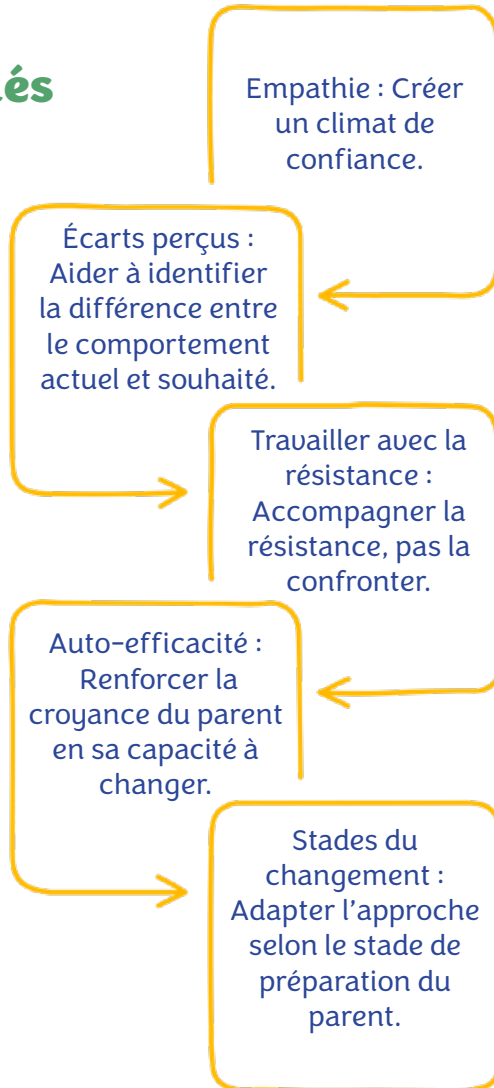 Empathie : Créer
un climat de
confiance.
Écarts perçus :
Aider à identifier
la différence entre
le comportement
actuel et souhaité.
Travailler avec la
résistance :
Accompagner la
résistance, pas la
confronter.
Auto-efficacité :
Renforcer la
croyance du parent
en sa capacité à
changer.
Stades du
changement :
Adapter l’approche
selon le stade de
préparation du
parent.